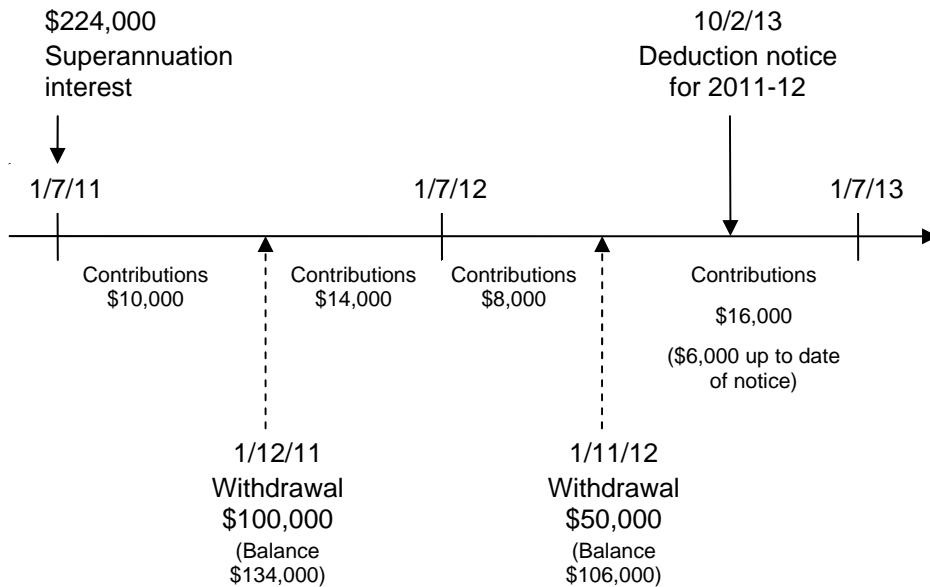 $224,000
Superannuation
interest
10/2/13
Deduction notice
for 2011-12
1/7/11
1/7/12
1/7/13
Contributions
$10,000
Contributions
$14,000
Contributions
$8,000
Contributions
$16,000
($6,000 up to date
of notice)
1/12/11
Withdrawal
$100,000
(Balance
$134,000)
1/11/12
Withdrawal
$50,000
(Balance
$106,000)